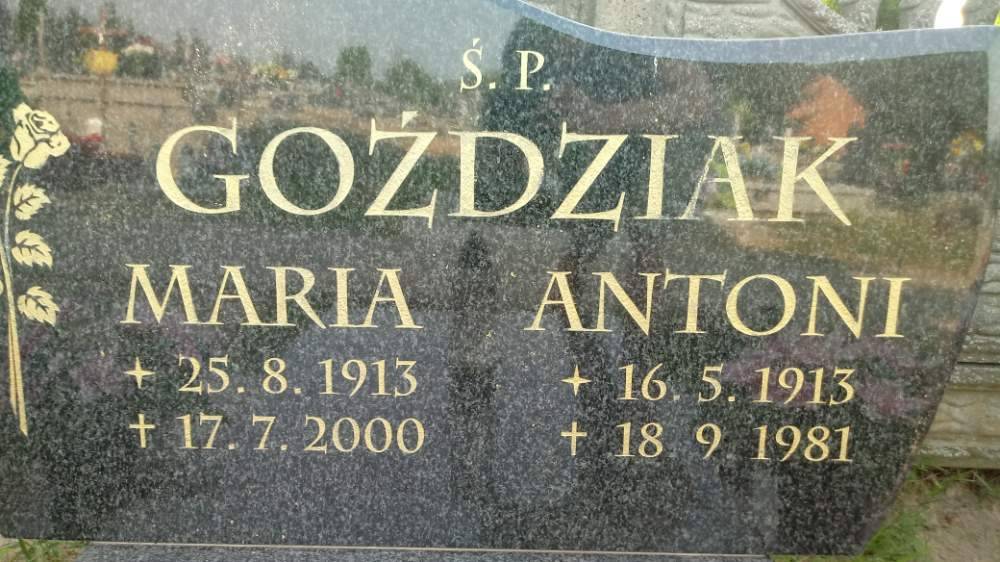 Ś. P.
GOŹDZIAK
MARIA ANTONI
+ 25. 8. 1913 + 16. 5. 1913
† 17. 7. 2000 † 18 9 1981